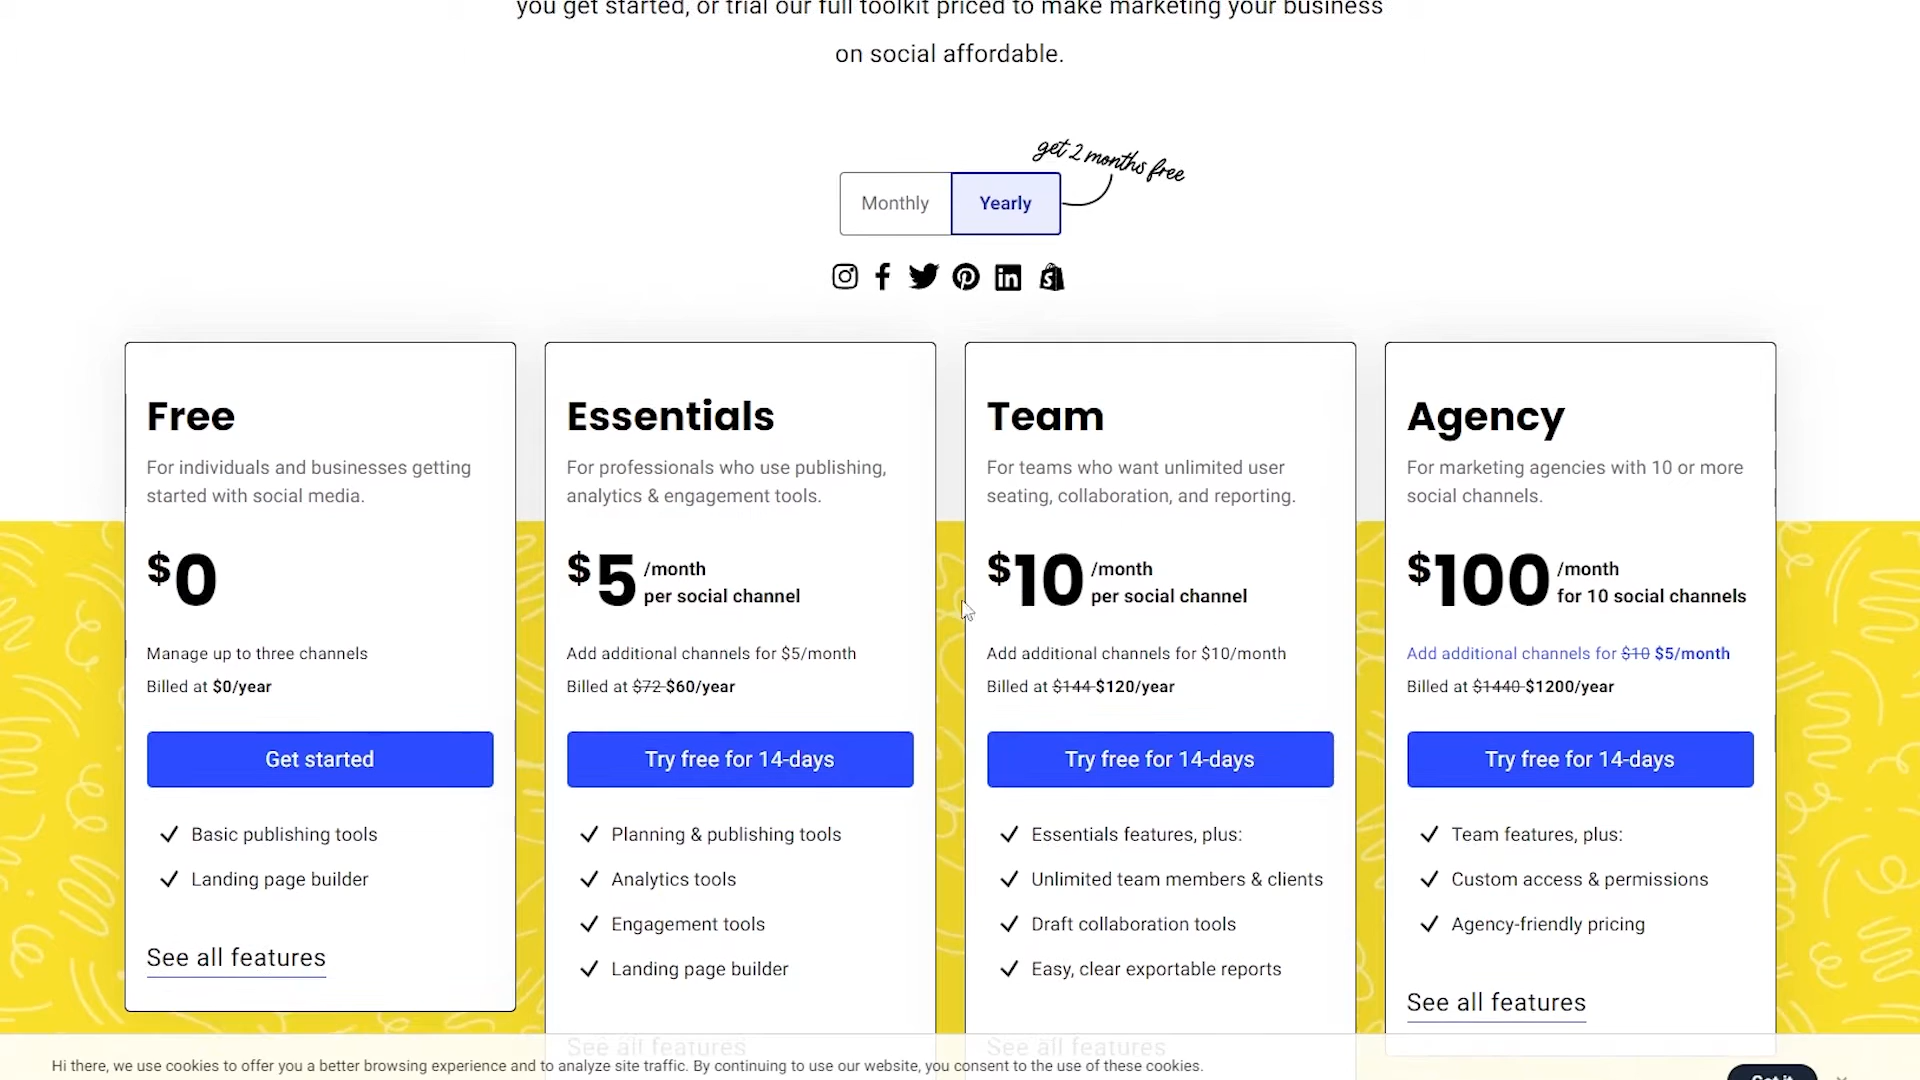 you get started, or trial our full toolkit priced to make marketing your business
on social affordable.
get 2 months free
Monthly
Yearly
Free
For individuals and businesses getting
started with social media.
$0
Manage up to three channels
Billed at $0/year
Get started
Basic publishing tools
Landing page builder
See all features
Essentials
For professionals who use publishing,
analytics & engagement tools.
$5 /month
per social channel
Add additional channels for $5/month
Billed at $72 $60/year
Try free for 14-days
Planning & publishing tools
Analytics tools
Engagement tools
Landing page builder
See all features
Team
For teams who want unlimited user
seating, collaboration, and reporting.
$10 /month
per social channel
Add additional channels for $10/month
Billed at $144 $120/year
Try free for 14-days
Essentials features, plus:
Unlimited team members & clients
Draft collaboration tools
Easy, clear exportable reports
See all features
Agency
For marketing agencies with 10 or more
social channels.
$100 /month
for 10 social channels
Add additional channels for $10 $5/month
Billed at $1440 $1200/year
Try free for 14-days
Team features, plus:
Custom access & permissions
Agency-friendly pricing
See all features
Hi there, we use cookies to offer you a better browsing experience and to analyze site traffic. By continuing to use our website, you consent to the use of these cookies.
Got it